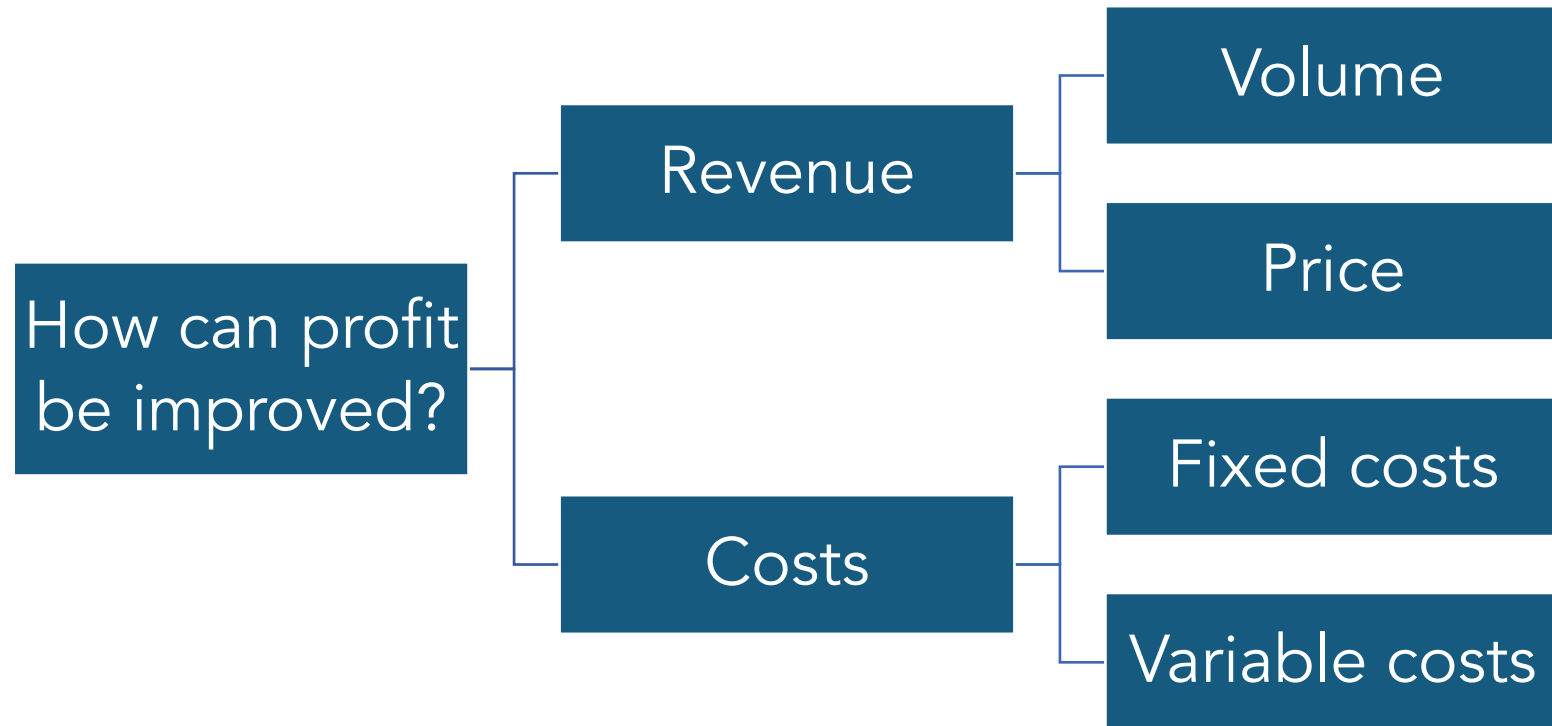 How can profit
be improved?
Revenue
Volume
Price
Costs
Fixed costs
Variable costs